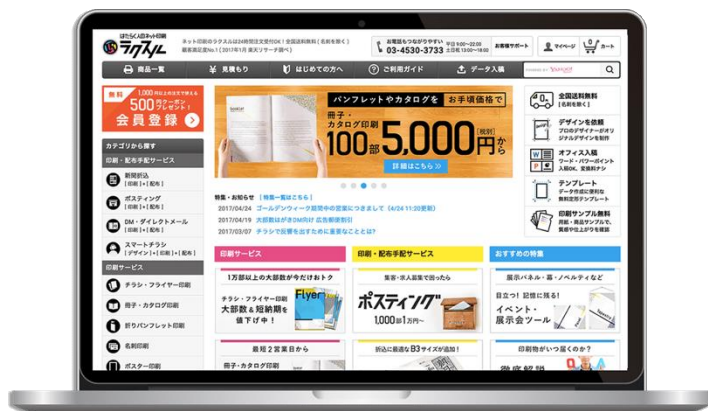 はたらく人のネット印刷
ラクスル
ネット印刷のラクスルは24時間注文受付OK！全国送料無料(名刺を除く)
顧客満足度No.1(2017年1月 楽天リサーチ調べ)
お電話もつながりやすい
03-4530-3733
平日 9:00〜22:00
土日祝 13:00〜18:00
お客様サポート
マイページ
0
カート
商品一覧
見積もり
はじめての方へ
ご利用ガイド
データ入稿
POWERED BY Yahoo!
無料
1,000円以上の注文で使える
500円クーポン
プレゼント！
会員登録
パンフレットやカタログを お手頃価格で
冊子・
カタログ印刷
100部5,000円から
[税別]
詳細はこちら
全国送料無料
[名刺を除く]
デザインを依頼
プロのデザイナーがオリ
ジナルデザインを制作
オフィス入稿
ワード・パワーポイント
入稿OK、変換料ナシ
テンプレート
データ作成に便利な
無料定形テンプレート
印刷サンプル無料
用紙・商品サンプルで、
質感や仕上がりを確認
カテゴリから探す
印刷・配布手配サービス
新聞折込
[印刷]+[配布]
ポスティング
[印刷]+[配布]
DM・ダイレクトメール
[印刷]+[配布]
スマートチラシ
[デザイン]+[印刷]+[配布]
印刷サービス
チラシ・フライヤー印刷
冊子・カタログ印刷
折りパンフレット印刷
名刺印刷
ポスター印刷
特集・お知らせ [特集一覧はこちら]
2017/04/24 ゴールデンウィーク期間中の営業につきまして (4/24 11:20更新)
2017/04/19 大部数はがきDM向け 広告郵便割引
2017/03/07 チラシで反響を出すために重要なこととは?
印刷サービス
印刷・配布手配サービス
おすすめの特集
1万部以上の大部数が今だけおトク
チラシ・フライヤー印刷
大部数&短納期を
値下げ中！
Flyer
集客・求人募集で困ったら
ポスティング
1,000部1万円〜
展示パネル・幕・ノベルティなど
目立つ! 記憶に残る!
イベント・
展示会ツール
最短2営業日から
冊子・カタログ印刷
折込に最適なB3サイズが追加！
印刷物がいつ届くのか？
徹底解説